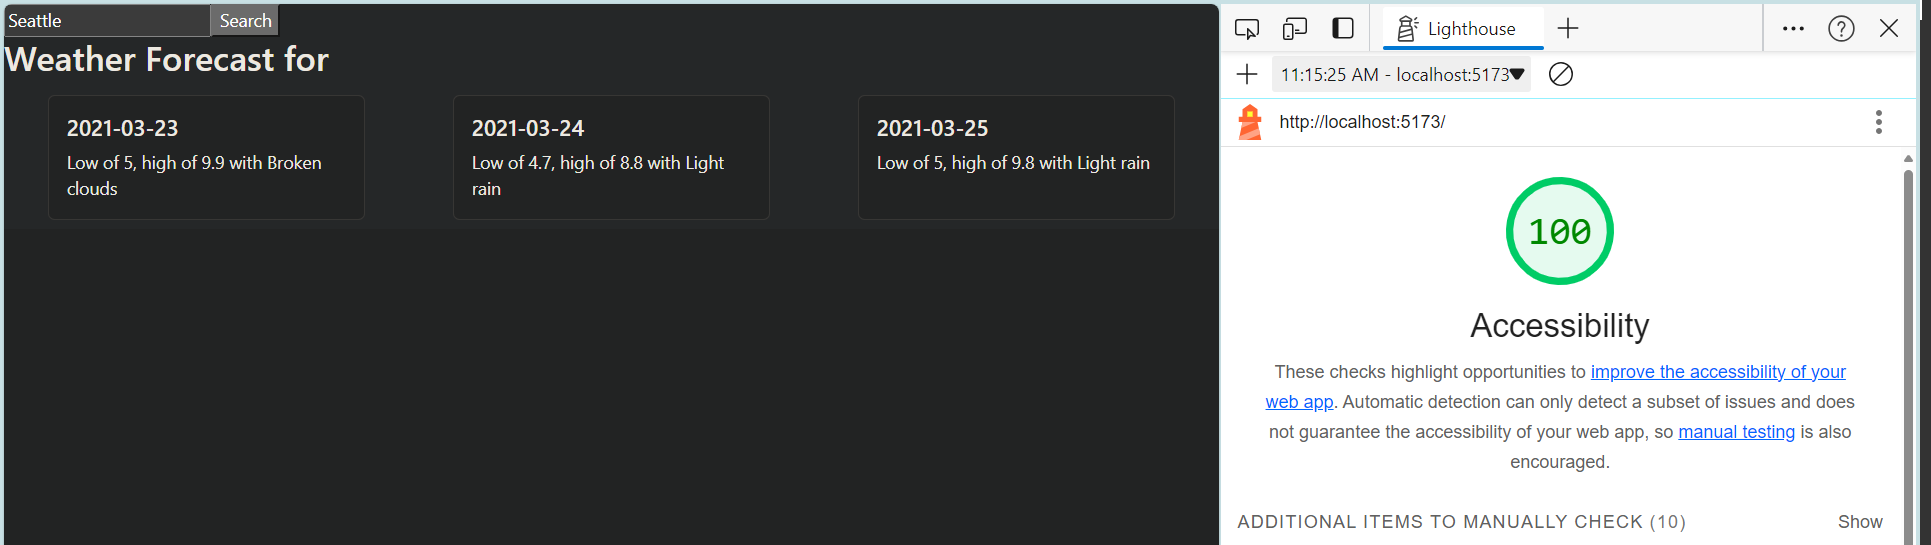 Seattle
Search
Weather Forecast for
2021-03-23
Low of 5, high of 9.9 with Broken
clouds
2021-03-24
Low of 4.7, high of 8.8 with Light
rain
2021-03-25
Low of 5, high of 9.8 with Light rain
Lighthouse
11:15:25 AM - localhost:5173
http://localhost:5173/
100
Accessibility
These checks highlight opportunities to improve the accessibility of your
web app. Automatic detection can only detect a subset of issues and does
not guarantee the accessibility of your web app, so manual testing is also
encouraged.
ADDITIONAL ITEMS TO MANUALLY CHECK (10)
Show